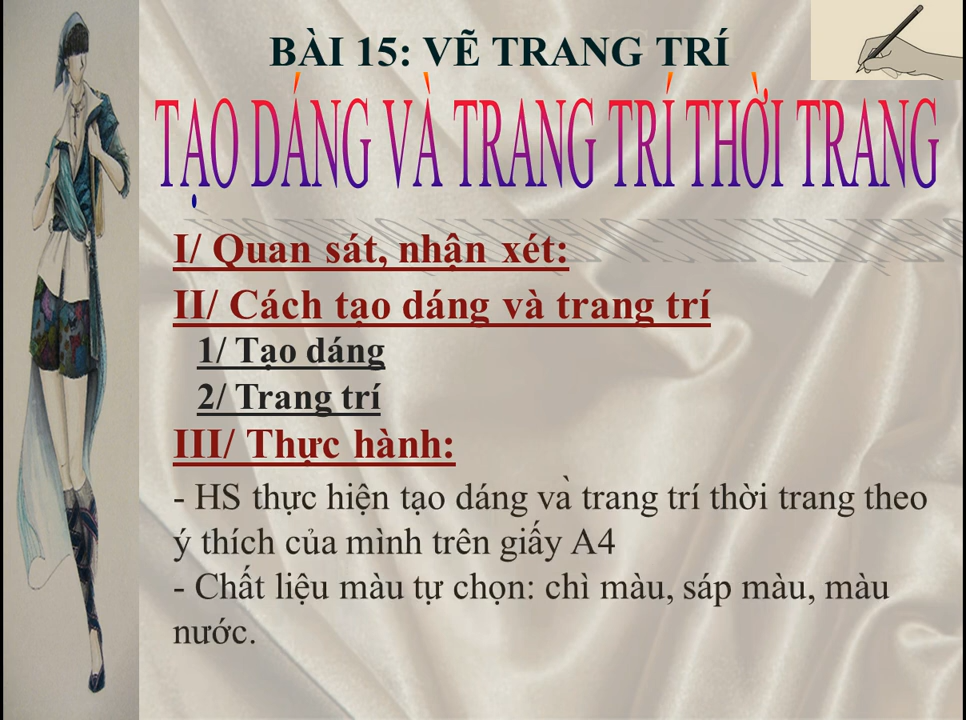 BÀI 15: VẼ TRANG TRÍ
TẠO DÁNG VÀ TRANG TRÍ THỜI TRANG
I/ Quan sát, nhận xét:
II/ Cách tạo dáng và trang trí
1/ Tạo dáng
2/ Trang trí
III/ Thực hành:
- HS thực hiện tạo dáng và trang trí thời trang theo
ý thích của mình trên giấy A4
- Chất liệu màu tự chọn: chì màu, sáp màu, màu
nước.